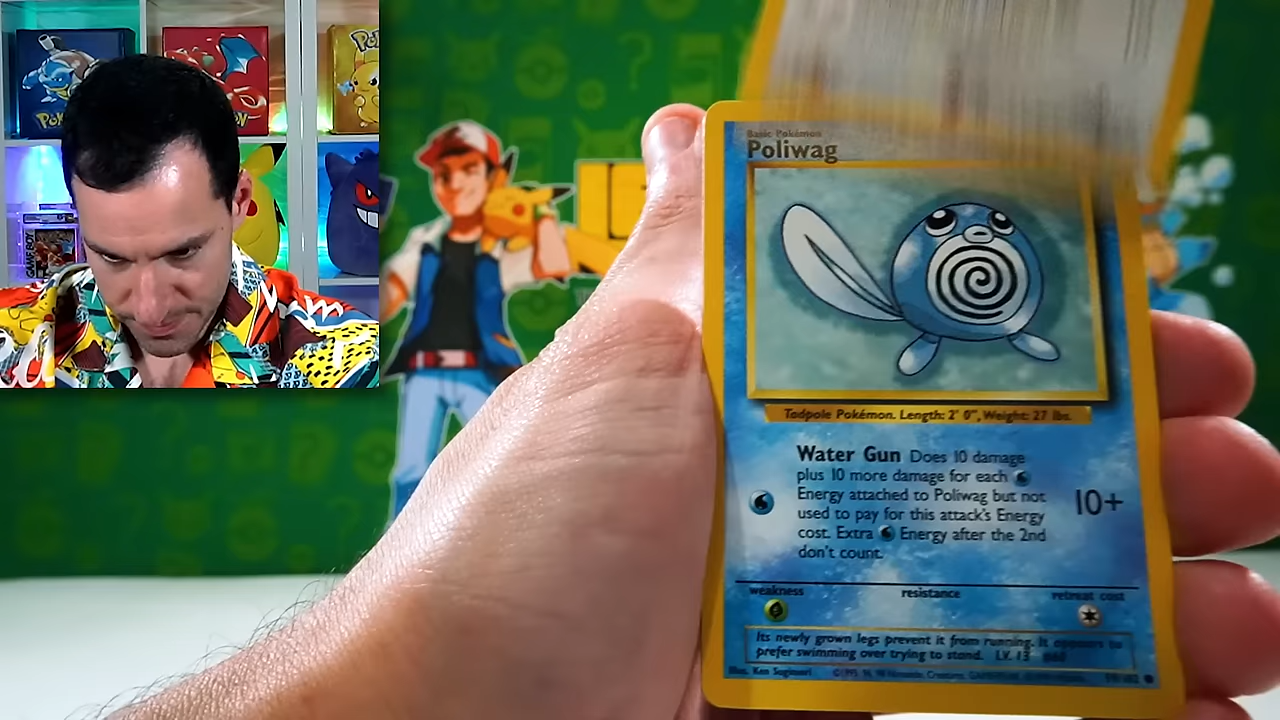 Basic Pokémon
Poliwag
Tadpole Pokémon. Length: 2' 0", Weight: 27 lbs.
Water Gun Does 10 damage
plus 10 more damage for each
Energy attached to Poliwag but not
used to pay for this attack's Energy
cost. Extra Energy after the 2nd
don't count.
10+
weakness
resistance
retreat cost
Its newly grown legs prevent it from running. It appears to
prefer swimming over trying to stand. LV. 13
Illus. Ken Sugimori